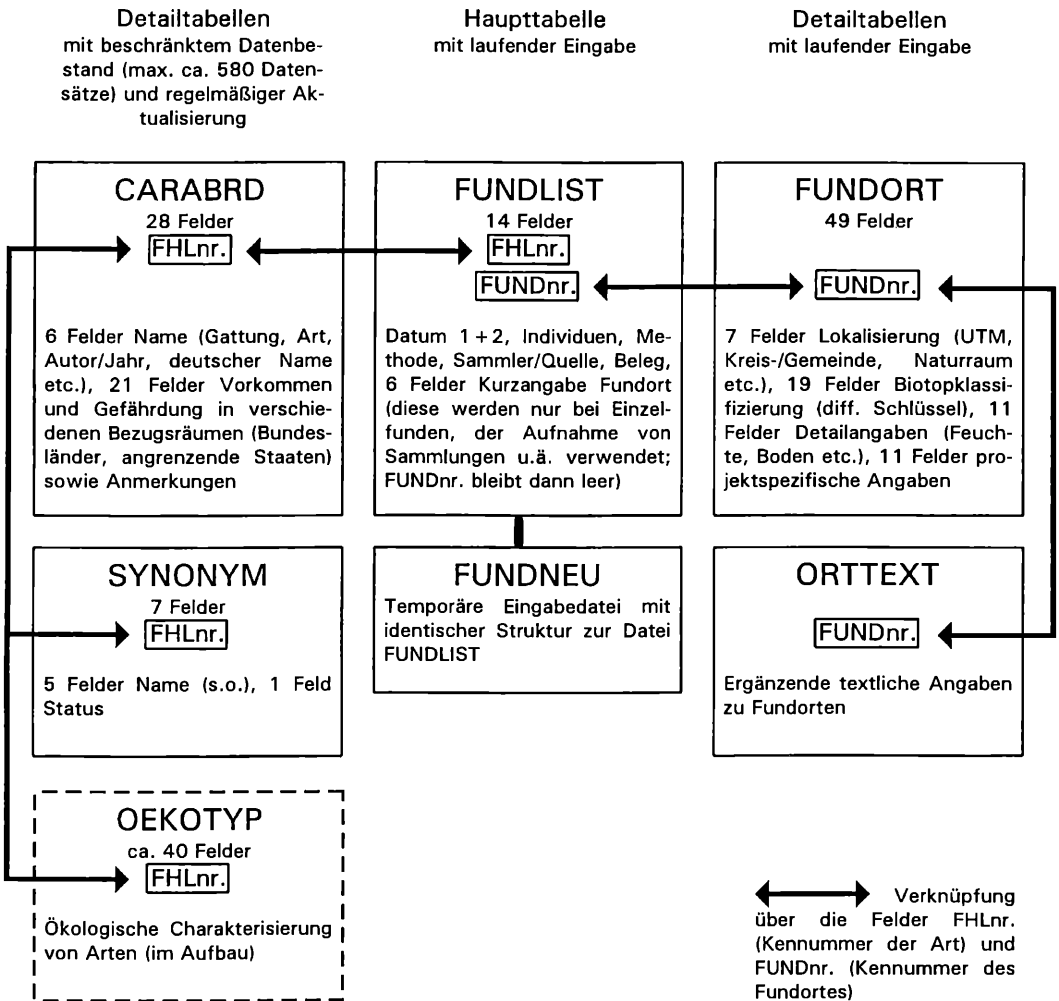 Detailtabellen
mit beschränktem Datenbe-
stand (max. ca. 580 Daten-
sätze) und regelmäßiger Ak-
tualisierung
Haupttabelle
mit laufender Eingabe
Detailtabellen
mit laufender Eingabe
CARABRD
28 Felder
FHLnr.
6 Felder Name (Gattung, Art,
Autor/Jahr, deutscher Name
etc.), 21 Felder Vorkommen
und Gefährdung in verschie-
denen Bezugsräumen (Bundes-
länder, angrenzende Staaten)
sowie Anmerkungen
FUNDLIST
14 Felder
FHLnr.
FUNDnr.
Datum 1+2, Individuen, Me-
thode, Sammler/Quelle, Beleg,
6 Felder Kurzangabe Fundort
(diese werden nur bei Einzel-
funden, der Aufnahme von
Sammlungen u.ä. verwendet;
FUNDnr. bleibt dann leer)
FUNDORT
49 Felder
FUNDnr.
7 Felder Lokalisierung (UTM,
Kreis-/Gemeinde, Naturraum
etc.), 19 Felder Biotopklassi-
fizierung (diff. Schlüssel), 11
Felder Detailangaben (Feuch-
te, Boden etc.), 11 Felder pro-
jektspezifische Angaben
SYNONYM
7 Felder
FHLnr.
5 Felder Name (s.o.), 1 Feld
Status
FUNDNEU
Temporäre Eingabedatei mit
identischer Struktur zur Datei
FUNDLIST
ORTTEXT
FUNDnr.
Ergänzende textliche Angaben
zu Fundorten
OEKOTYP
ca. 40 Felder
FHLnr.
Ökologische Charakterisierung
von Arten (im Aufbau)
Verknüpfung
über die Felder FHLnr.
(Kennummer der Art) und
FUNDnr. (Kennummer des
Fundortes)